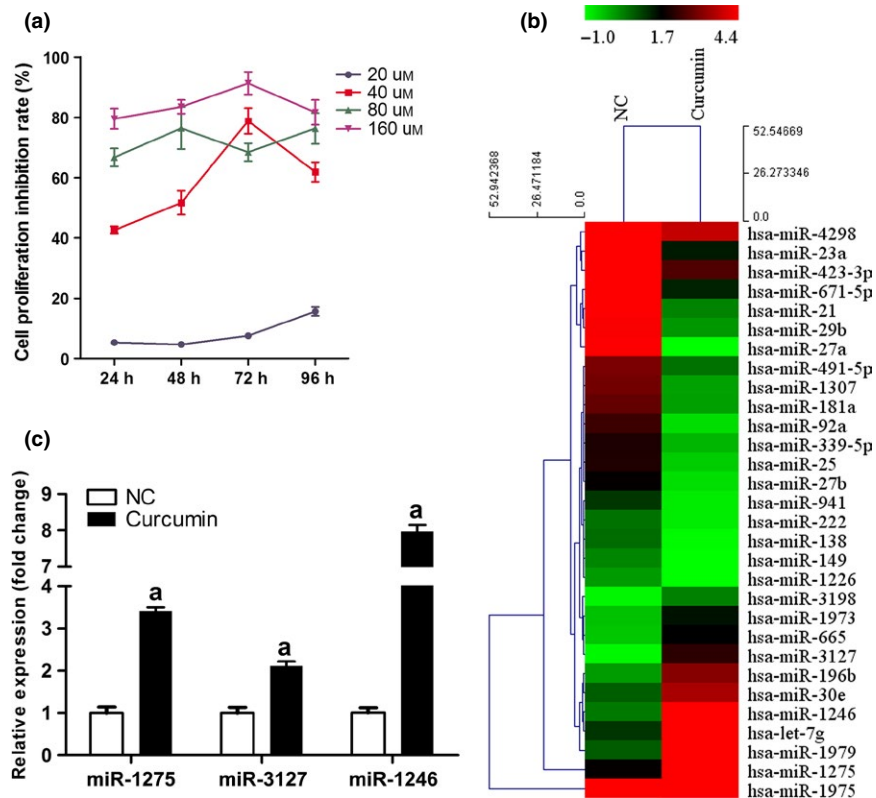 (a)
Cell proliferation inhibition rate (%)
100
80
60
40
20
0
24 h 48 h 72 h 96 h
20 uM
40 uM
80 uM
160 uM
(b)
−1.0 1.7 4.4
NC Curcumin
52.54669
26.273346
0.0
52.942368 26.471184 0.0
hsa-miR-4298
hsa-miR-23a
hsa-miR-423-3p
hsa-miR-671-5p
hsa-miR-21
hsa-miR-29b
hsa-miR-27a
hsa-miR-491-5p
hsa-miR-1307
hsa-miR-181a
hsa-miR-92a
hsa-miR-339-5p
hsa-miR-25
hsa-miR-27b
hsa-miR-941
hsa-miR-222
hsa-miR-138
hsa-miR-149
hsa-miR-1226
hsa-miR-3198
hsa-miR-1973
hsa-miR-665
hsa-miR-3127
hsa-miR-196b
hsa-miR-30e
hsa-miR-1246
hsa-let-7g
hsa-miR-1979
hsa-miR-1275
hsa-miR-1975
(c)
Relative expression (fold change)
9
8
7
4
3
2
1
0
NC
Curcumin
a a a
miR-1275 miR-3127 miR-1246